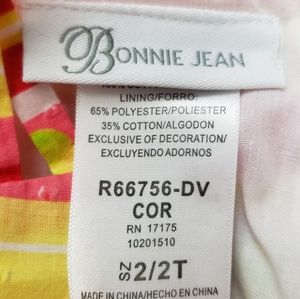 BONNIE JEAN
LINING/FORRO:
65% POLYESTER/POLIESTER
35% COTTON/ALGODON
EXCLUSIVE OF DECORATION/
EXCLUYENDO ADORNOS
R66756-DV
COR
RN 17175
10201510
SZ 2/2T
MADE IN CHINA/HECHO EN CHINA